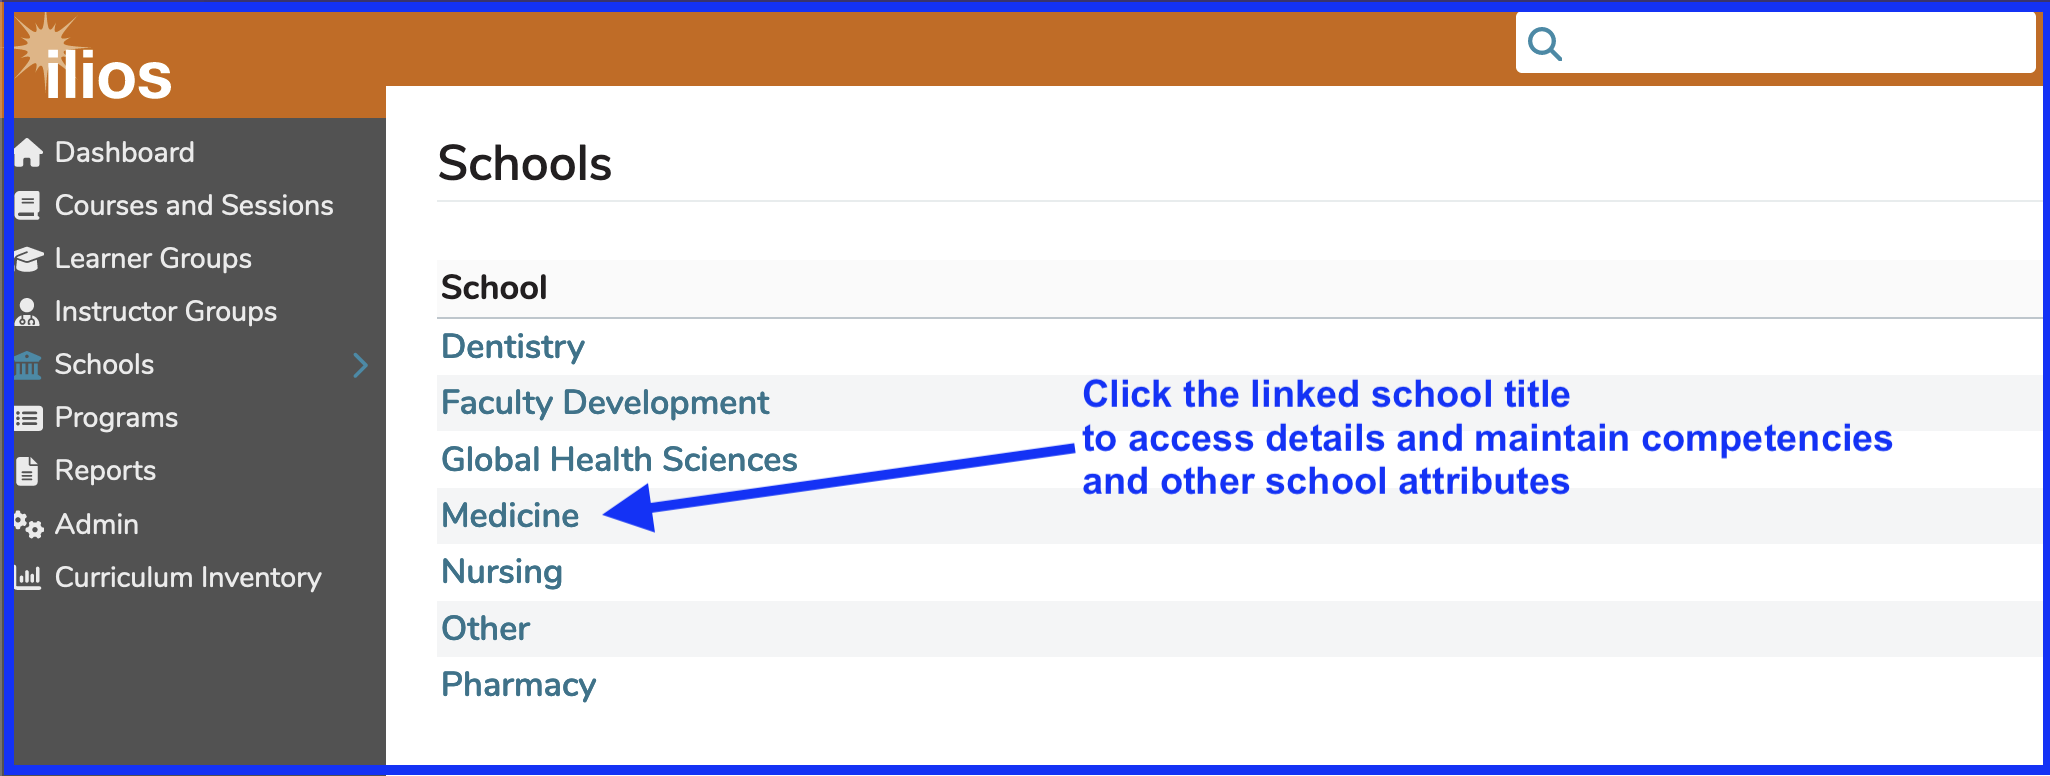 ilios
Dashboard
Courses and Sessions
Learner Groups
Instructor Groups
Schools
Programs
Reports
Admin
Curriculum Inventory
Schools
School
Dentistry
Faculty Development
Global Health Sciences
Medicine
Nursing
Other
Pharmacy
Click the linked school title
to access details and maintain competencies
and other school attributes